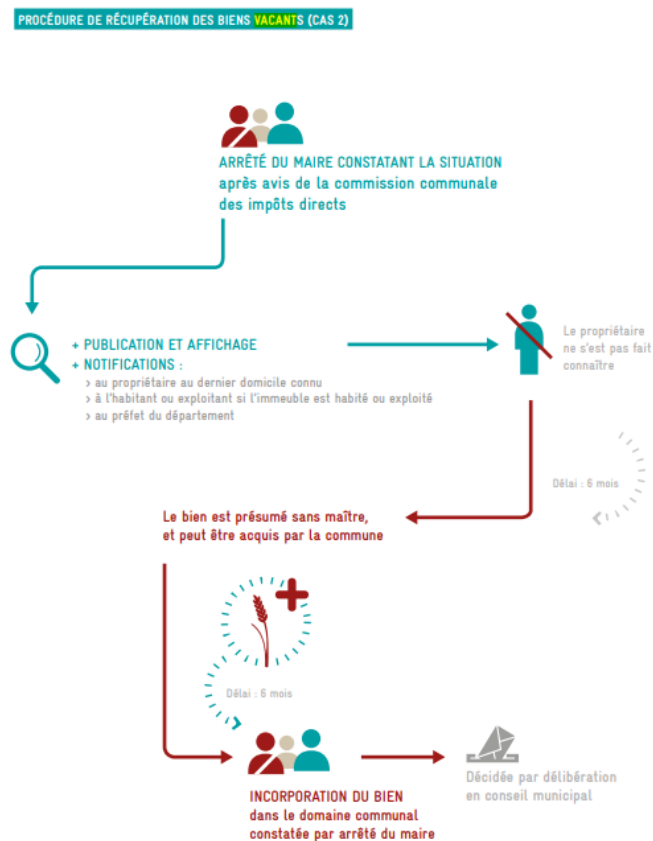 PROCÉDURE DE RÉCUPÉRATION DES BIENS VACANTS (CAS 2)
ARRÊTÉ DU MAIRE CONSTATANT LA SITUATION
après avis de la commission communale
des impôts directs
+ PUBLICATION ET AFFICHAGE
+ NOTIFICATIONS :
> au propriétaire au dernier domicile connu
> à l'habitant ou exploitant si l'immeuble est habité ou exploité
> au préfet du département
Le propriétaire
ne s'est pas fait
connaître
Délai : 6 mois
Le bien est présumé sans maître,
et peut être acquis par la commune
Délai : 6 mois
INCORPORATION DU BIEN
dans le domaine communal
constatée par arrêté du maire
Décidée par délibération
en conseil municipal